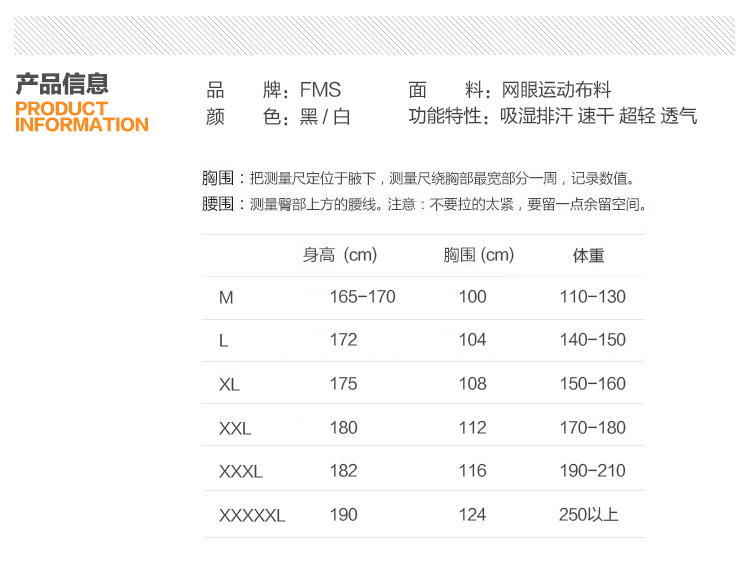 产品信息
PRODUCT
INFORMATION
品 牌：FMS 面 料：网眼运动布料
颜 色：黑 / 白 功能特性：吸湿排汗 速干 超轻 透气
胸围：把测量尺定位于腋下，测量尺绕胸部最宽部分一周，记录数值。
腰围：测量臀部上方的腰线。注意：不要拉的太紧，要留一点余留空间。
身高 (cm) 胸围 (cm) 体重
M 165-170 100 110-130
L 172 104 140-150
XL 175 108 150-160
XXL 180 112 170-180
XXXL 182 116 190-210
XXXXXL 190 124 250以上